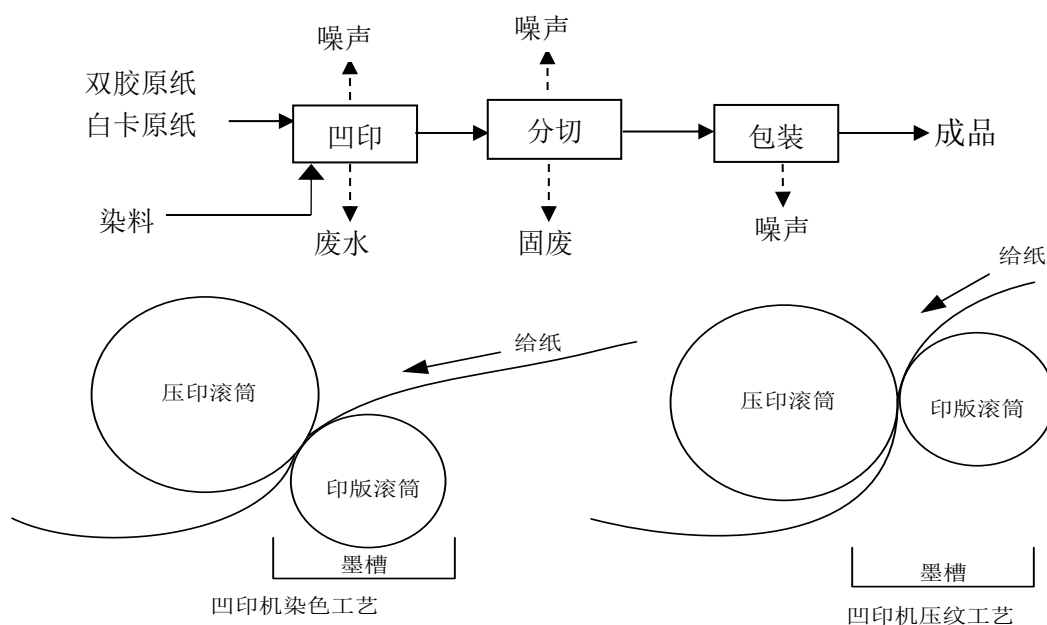 噪声
噪声
双胶原纸
白卡原纸
凹印
分切
包装
成品
染料
废水
固废
噪声
给纸
给纸
压印滚筒
压印滚筒
印版滚筒
印版滚筒
墨槽
墨槽
凹印机染色工艺
凹印机压纹工艺